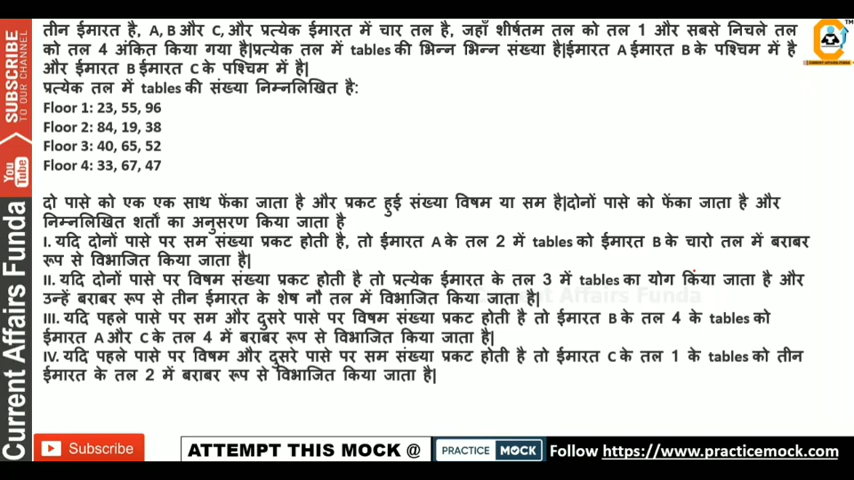 तीन ईमारत है, A, B और C, और प्रत्येक ईमारत में चार तल है, जहाँ शीर्षतम तल को तल 1 और सबसे निचले तल
को तल 4 अंकित किया गया है|प्रत्येक तल में tables की भिन्न भिन्न संख्या है|ईमारत A ईमारत B के पश्चिम में है
और ईमारत B ईमारत C के पश्चिम में है|
प्रत्येक तल में tables की संख्या निम्नलिखित है:
Floor 1: 23, 55, 96
Floor 2: 84, 19, 38
Floor 3: 40, 65, 52
Floor 4: 33, 67, 47
दो पासे को एक एक साथ फेंका जाता है और प्रकट हुई संख्या विषम या सम है|दोनों पासे को फेंका जाता है और
निम्नलिखित शर्तो का अनुसरण किया जाता है
I. यदि दोनों पासे पर सम संख्या प्रकट होती है, तो ईमारत A के तल 2 में tables को ईमारत B के चारो तल में बराबर
रूप से विभाजित किया जाता है|
II. यदि दोनों पासे पर विषम संख्या प्रकट होती है तो प्रत्येक ईमारत के तल 3 में tables का योग किंया जाता है और
उन्हें बराबर रूप से तीन ईमारत के शेष नौ तल में विभाजित किया जाता है|
III. यदि पहले पासे पर सम और दुसरे पासे पर विषम संख्या प्रकट होती है तो ईमारत B के तल 4 के tables को
ईमारत A और C के तल 4 में बराबर रूप से विभाजित किया जाता है|
IV. यदि पहले पासे पर विषम और दुसरे पासे पर सम संख्या प्रकट होती है तो ईमारत C के तल 1 के tables को तीन
ईमारत के तल 2 में बराबर रूप से विभाजित किया जाता है|
Current Affairs Funda
SUBSCRIBE
TO OUR CHANNEL
You
Tube
Current Affairs Funda
CURRENT AFFAIRS FUNDA
Subscribe
ATTEMPT THIS MOCK @
PRACTICE MOCK
Follow https://www.practicemock.com